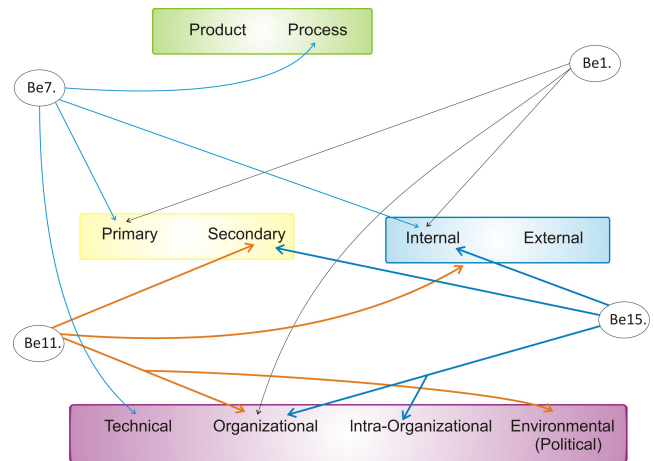 Product Process
Be1.
Be7.
Primary Secondary
Internal External
Be15.
Be11.
Technical Organizational Intra-Organizational Environmental
(Political)